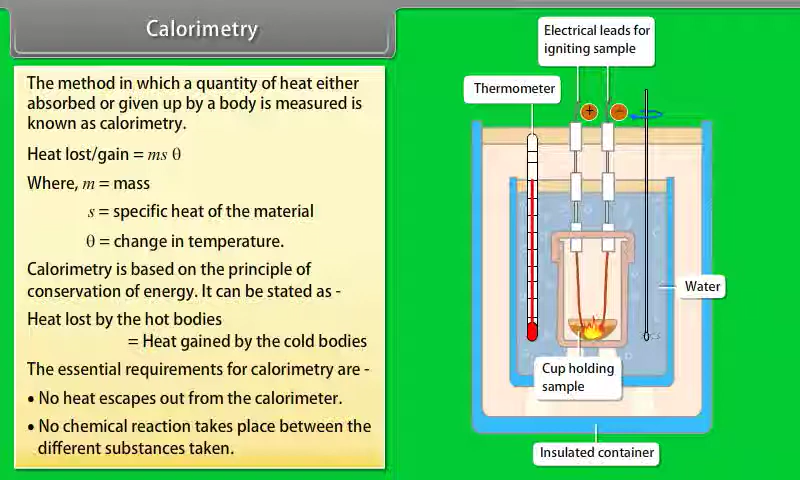 Calorimetry
The method in which a quantity of heat either
absorbed or given up by a body is measured is
known as calorimetry.
Heat lost/gain = ms θ
Where, m = mass
s = specific heat of the material
θ = change in temperature.
Calorimetry is based on the principle of
conservation of energy. It can be stated as -
Heat lost by the hot bodies
= Heat gained by the cold bodies
The essential requirements for calorimetry are -
• No heat escapes out from the calorimeter.
• No chemical reaction takes place between the
different substances taken.
Electrical leads for
igniting sample
Thermometer
+
−
Water
Cup holding
sample
Insulated container